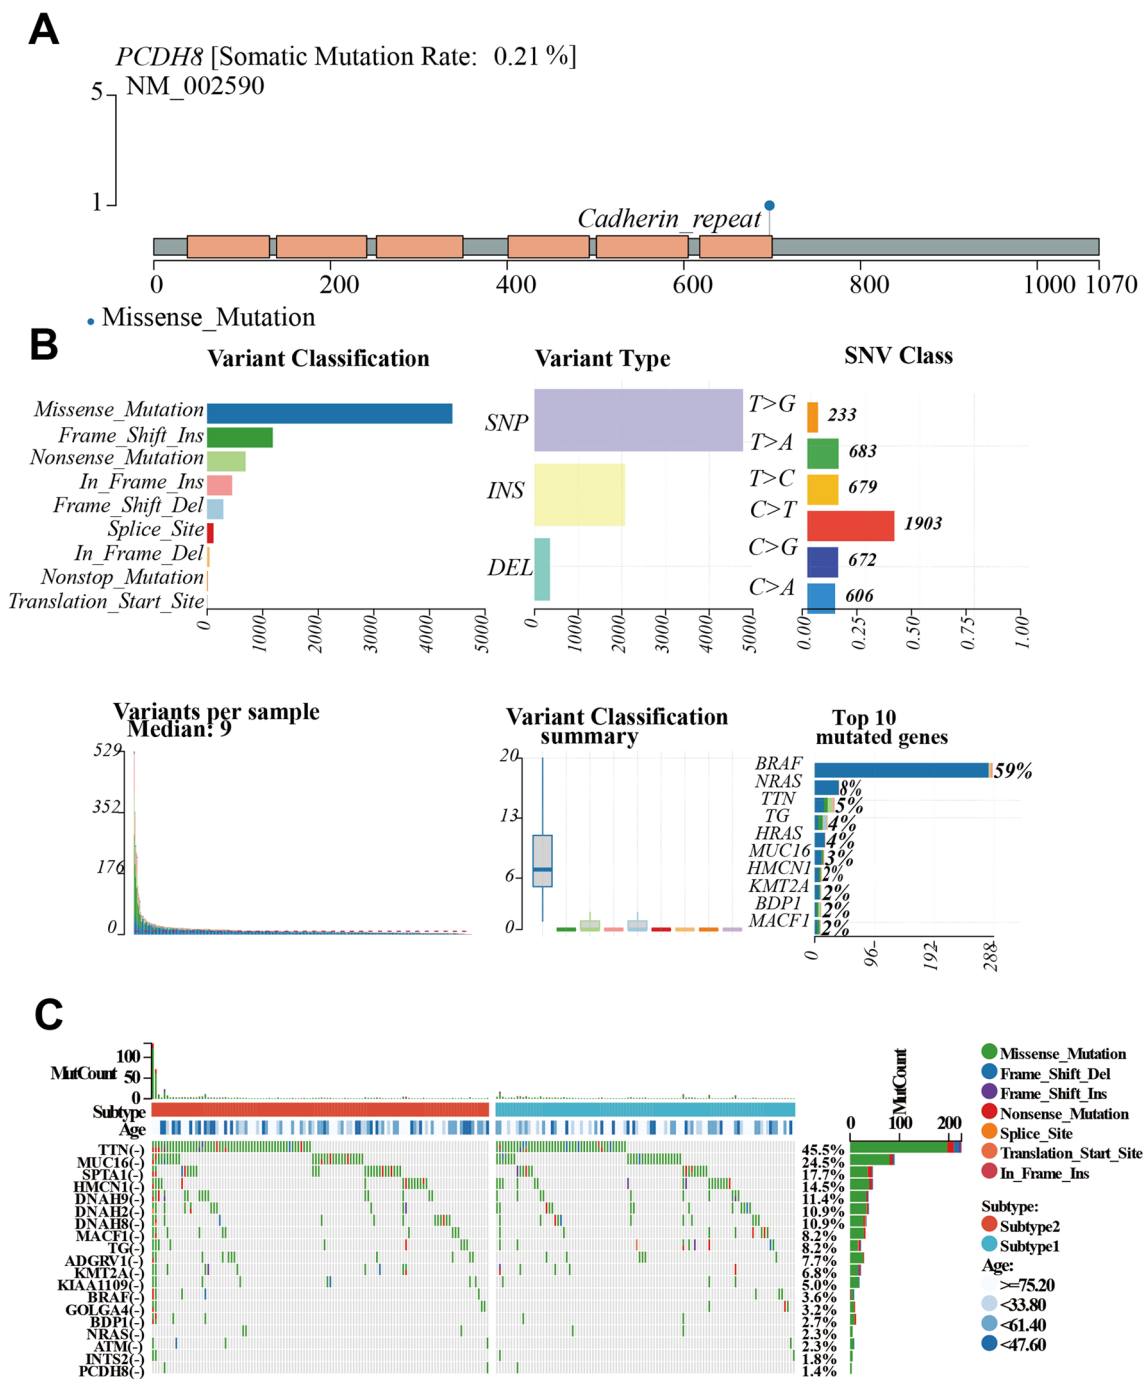 A
PCDH8 [Somatic Mutation Rate: 0.21 %]
NM_002590
5
1
Cadherin_repeat
0 200 400 600 800 1000 1070
Missense_Mutation
B
Variant Classification
Missense_Mutation
Frame_Shift_Ins
Nonsense_Mutation
In_Frame_Ins
Frame_Shift_Del
Splice_Site
In_Frame_Del
Nonstop_Mutation
Translation_Start_Site
0 1000 2000 3000 4000 5000
Variant Type
SNP
INS
DEL
0 1000 2000 3000 4000 5000
SNV Class
T>G 233
T>A 683
T>C 679
C>T 1903
C>G 672
C>A 606
0.00 0.25 0.50 0.75 1.00
Variants per sample
Median: 9
529
352
176
0
Variant Classification
summary
20
13
6
0
Top 10
mutated genes
BRAF 59%
NRAS 8%
TTN 5%
TG 4%
HRAS 4%
MUC16 3%
HMCN1 2%
KMT2A 2%
BDP1 2%
MACF1 2%
0 96 192 288
C
MutCount
100
50
0
Subtype
Age
TTN(-) 45.5%
MUC16(-) 24.5%
SPTA1(-) 17.7%
HMCN1(-) 14.5%
DNAH9(-) 11.4%
DNAH2(-) 10.9%
DNAH8(-) 10.9%
MACF1(-) 8.2%
TG(-) 8.2%
ADGRV1(-) 7.7%
KMT2A(-) 6.8%
KIAA1109(-) 5.0%
BRAF(-) 3.6%
GOLGA4(-) 3.2%
BDP1(-) 2.7%
NRAS(-) 2.3%
ATM(-) 2.3%
INTS2(-) 1.8%
PCDH8(-) 1.4%
MutCount
0 100 200
Missense_Mutation
Frame_Shift_Del
Frame_Shift_Ins
Nonsense_Mutation
Splice_Site
Translation_Start_Site
In_Frame_Ins
Subtype:
Subtype2
Subtype1
Age:
>=75.20
<33.80
<61.40
<47.60